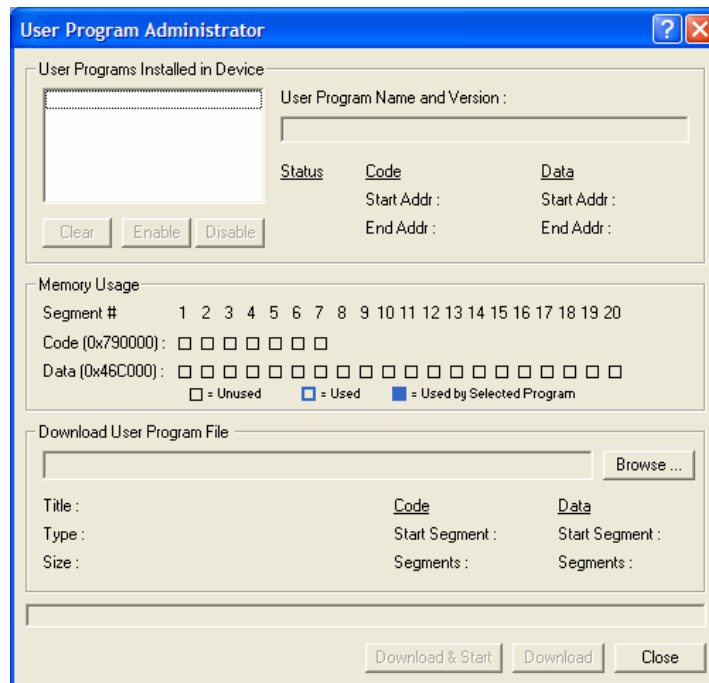 User Program Administrator
User Programs Installed in Device
User Program Name and Version :
Status Code Data
Start Addr : Start Addr :
End Addr : End Addr :
Clear Enable Disable
Memory Usage
Segment # 1 2 3 4 5 6 7 8 9 10 11 12 13 14 15 16 17 18 19 20
Code (0x790000) :
Data (0x46C000) :
= Unused = Used = Used by Selected Program
Download User Program File
Browse ...
Title : Code Data
Type : Start Segment : Start Segment :
Size : Segments : Segments :
Download & Start Download Close